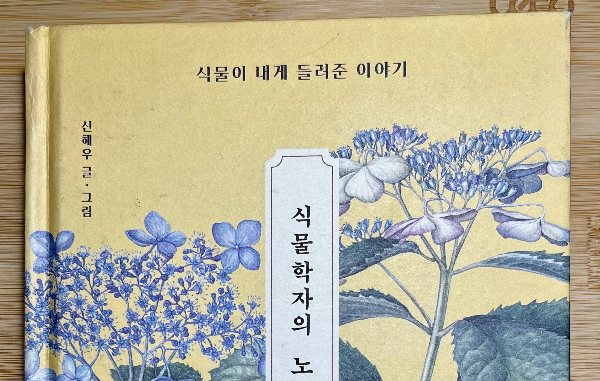 식물이 내게 들려준 이야기
신혜우 글·그림
식물학자의 노